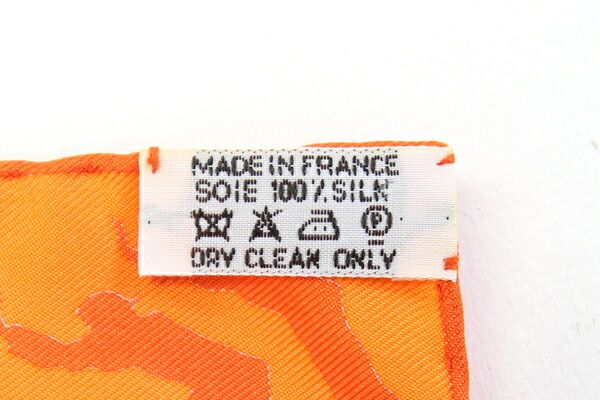 MADE IN FRANCE
SOIE 100% SILK
P
DRY CLEAN ONLY